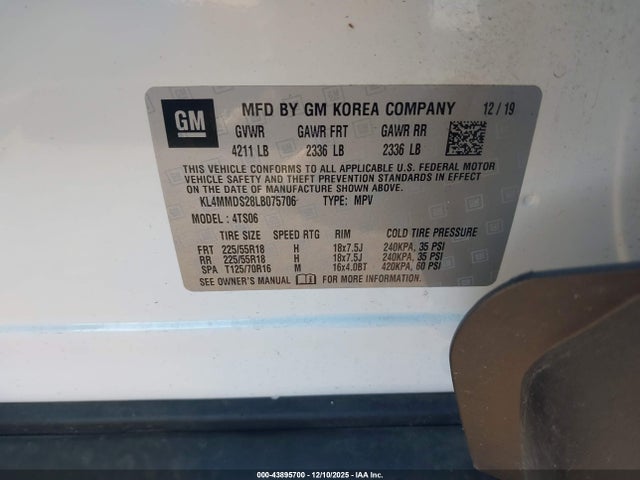 GM MFD BY GM KOREA COMPANY 12 / 19
GVWR GAWR FRT GAWR RR
4211 LB 2336 LB 2336 LB
THIS VEHICLE CONFORMS TO ALL APPLICABLE U.S. FEDERAL MOTOR
VEHICLE SAFETY AND THEFT PREVENTION STANDARDS IN EFFECT
ON THE DATE OF MANUFACTURE SHOWN ABOVE.
KL4MMDS28LB075706 TYPE: MPV
MODEL : 4TS06
TIRE SIZE SPEED RTG RIM COLD TIRE PRESSURE
FRT 225/55R18 H 18x7.5J 240KPA, 35 PSI
RR 225/55R18 H 18x7.5J 240KPA, 35 PSI
SPA T125/70R16 M 16x4.0BT 420KPA, 60 PSI
SEE OWNER'S MANUAL FOR MORE INFORMATION.
000-43895700 - 12/10/2025 - IAA Inc.